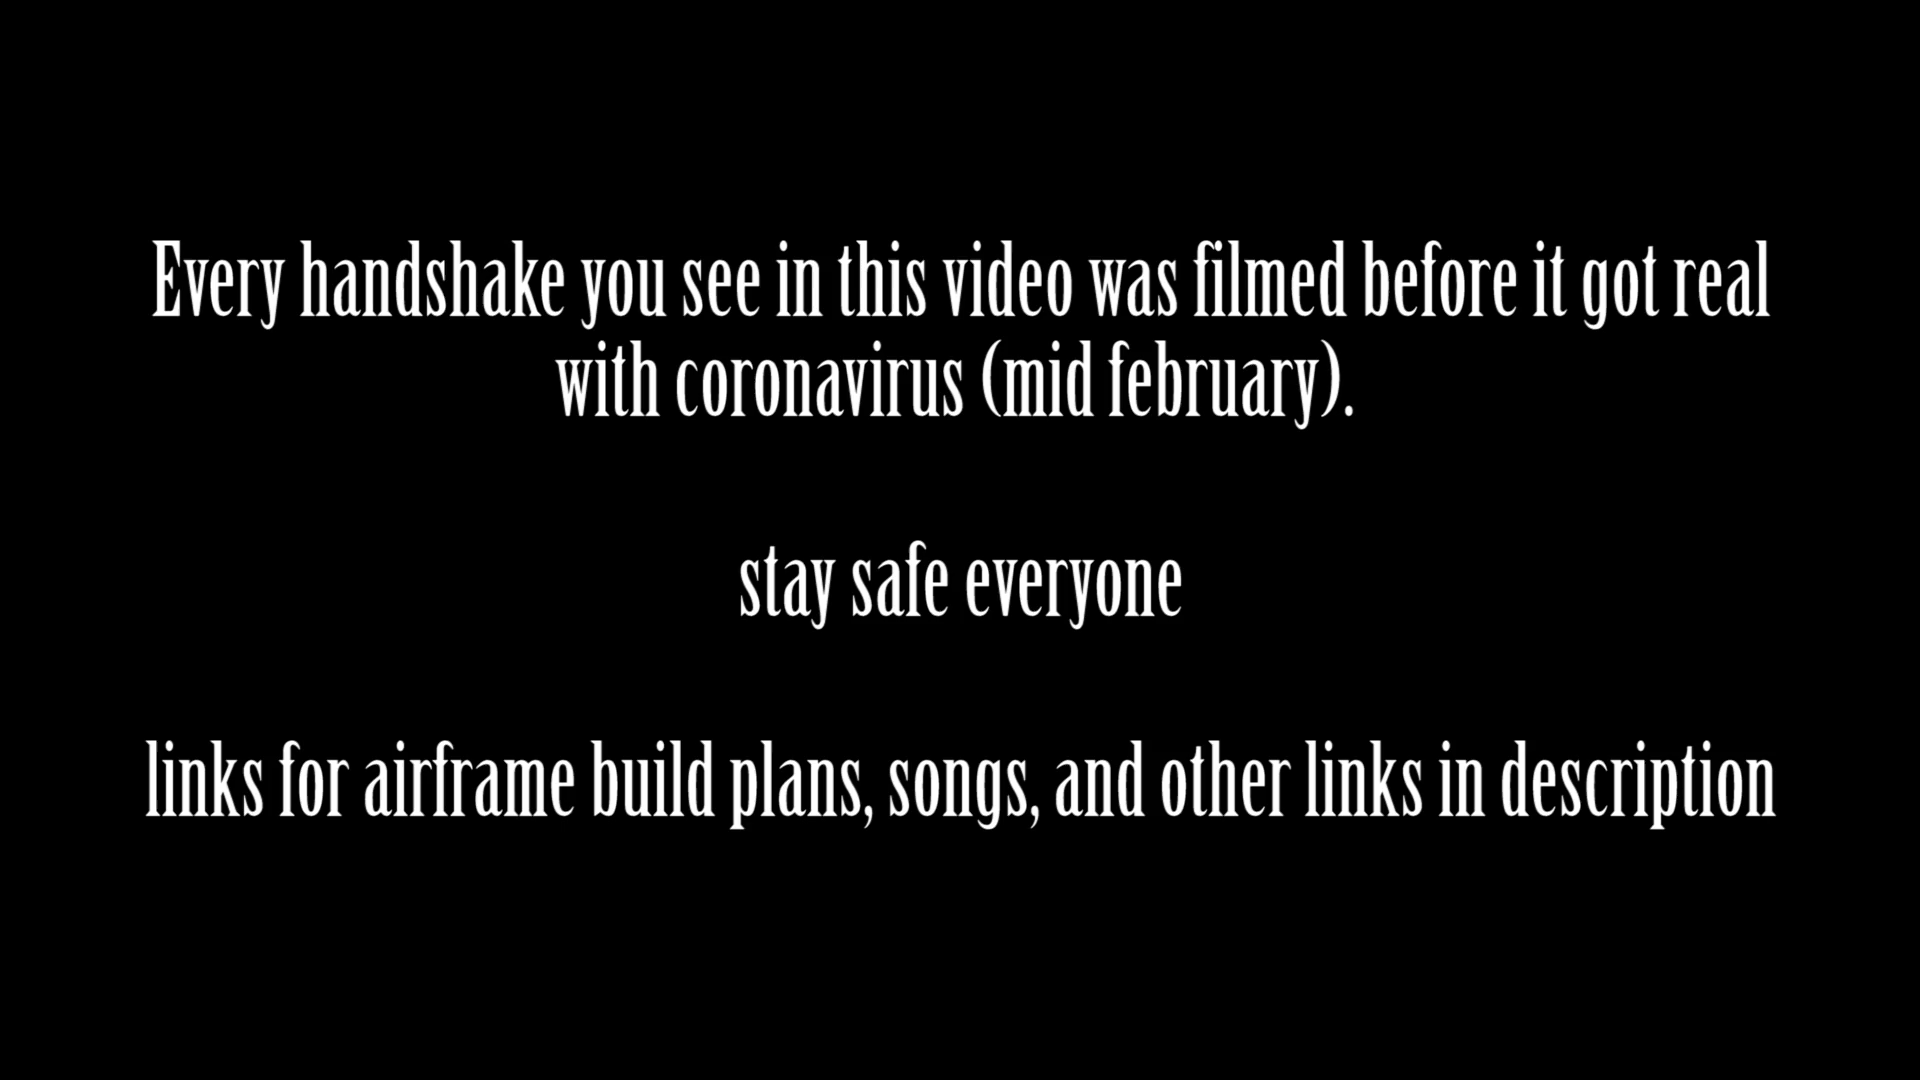 Every handshake you see in this video was filmed before it got real
with coronavirus (mid february).
stay safe everyone
links for airframe build plans, songs, and other links in description